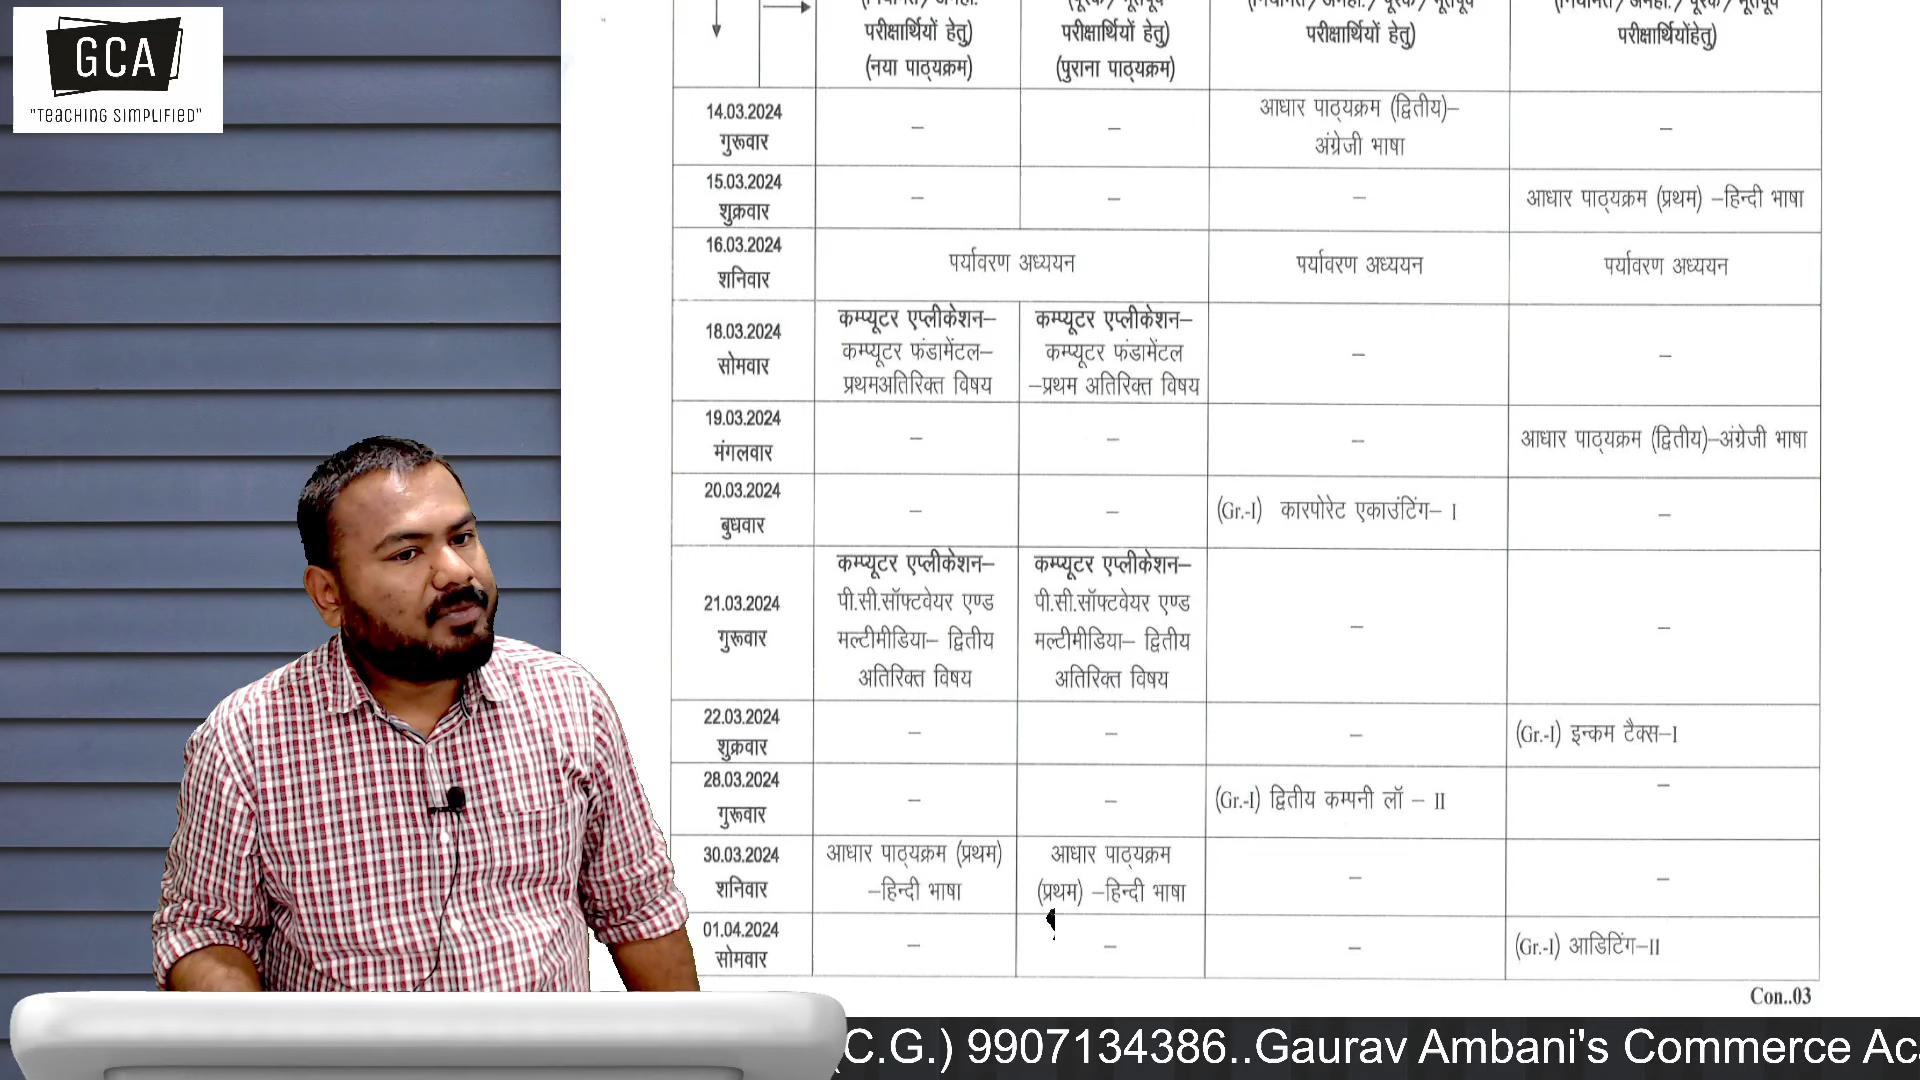 GCA
"TEACHING SIMPLIFIED"
परीक्षार्थियों हेतु)
(नया पाठ्यक्रम)
परीक्षार्थियों हेतु)
(पुराना पाठ्यक्रम)
परीक्षार्थियों हेतु)
परीक्षार्थियोंहेतु)
14.03.2024
गुरूवार
–
–
आधार पाठ्यक्रम (द्वितीय)–
अंग्रेजी भाषा
–
15.03.2024
शुक्रवार
–
–
–
आधार पाठ्यक्रम (प्रथम) –हिन्दी भाषा
16.03.2024
शनिवार
पर्यावरण अध्ययन
पर्यावरण अध्ययन
पर्यावरण अध्ययन
18.03.2024
सोमवार
कम्प्यूटर एप्लीकेशन–
कम्प्यूटर फंडामेंटल–
प्रथमअतिरिक्त विषय
कम्प्यूटर एप्लीकेशन–
कम्प्यूटर फंडामेंटल
–प्रथम अतिरिक्त विषय
–
–
19.03.2024
मंगलवार
–
–
–
आधार पाठ्यक्रम (द्वितीय)–अंग्रेजी भाषा
20.03.2024
बुधवार
–
–
(Gr.-I) कारपोरेट एकाउंटिंग– I
–
21.03.2024
गुरूवार
कम्प्यूटर एप्लीकेशन–
पी.सी.सॉफ्टवेयर एण्ड
मल्टीमीडिया– द्वितीय
अतिरिक्त विषय
कम्प्यूटर एप्लीकेशन–
पी.सी.सॉफ्टवेयर एण्ड
मल्टीमीडिया– द्वितीय
अतिरिक्त विषय
–
–
22.03.2024
शुक्रवार
–
–
–
(Gr.-I) इन्कम टैक्स–I
28.03.2024
गुरूवार
–
–
(Gr.-I) द्वितीय कम्पनी लॉ – II
–
30.03.2024
शनिवार
आधार पाठ्यक्रम (प्रथम)
–हिन्दी भाषा
आधार पाठ्यक्रम
(प्रथम) –हिन्दी भाषा
–
–
01.04.2024
सोमवार
–
–
–
(Gr.-I) आडिटिंग–II
Con..03
(C.G.) 9907134386..Gaurav Ambani's Commerce Ac